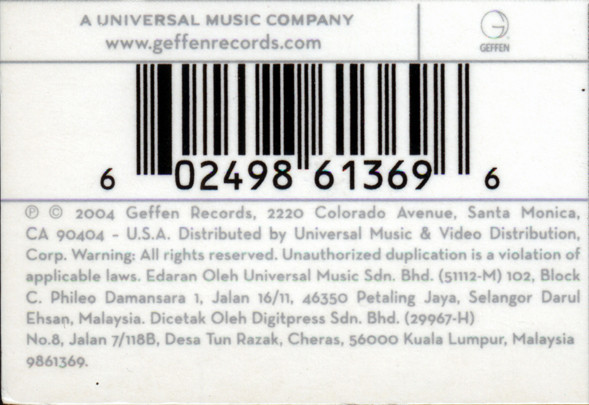 A UNIVERSAL MUSIC COMPANY
www.geffenrecords.com
GEFFEN
6 02498 61369 6
℗ © 2004 Geffen Records, 2220 Colorado Avenue, Santa Monica,
CA 90404 - U.S.A. Distributed by Universal Music & Video Distribution,
Corp. Warning: All rights reserved. Unauthorized duplication is a violation of
applicable laws. Edaran Oleh Universal Music Sdn. Bhd. (51112-M) 102, Block
C. Phileo Damansara 1, Jalan 16/11, 46350 Petaling Jaya, Selangor Darul
Ehsan, Malaysia. Dicetak Oleh Digitpress Sdn. Bhd. (29967-H)
No.8, Jalan 7/118B, Desa Tun Razak, Cheras, 56000 Kuala Lumpur, Malaysia
9861369.